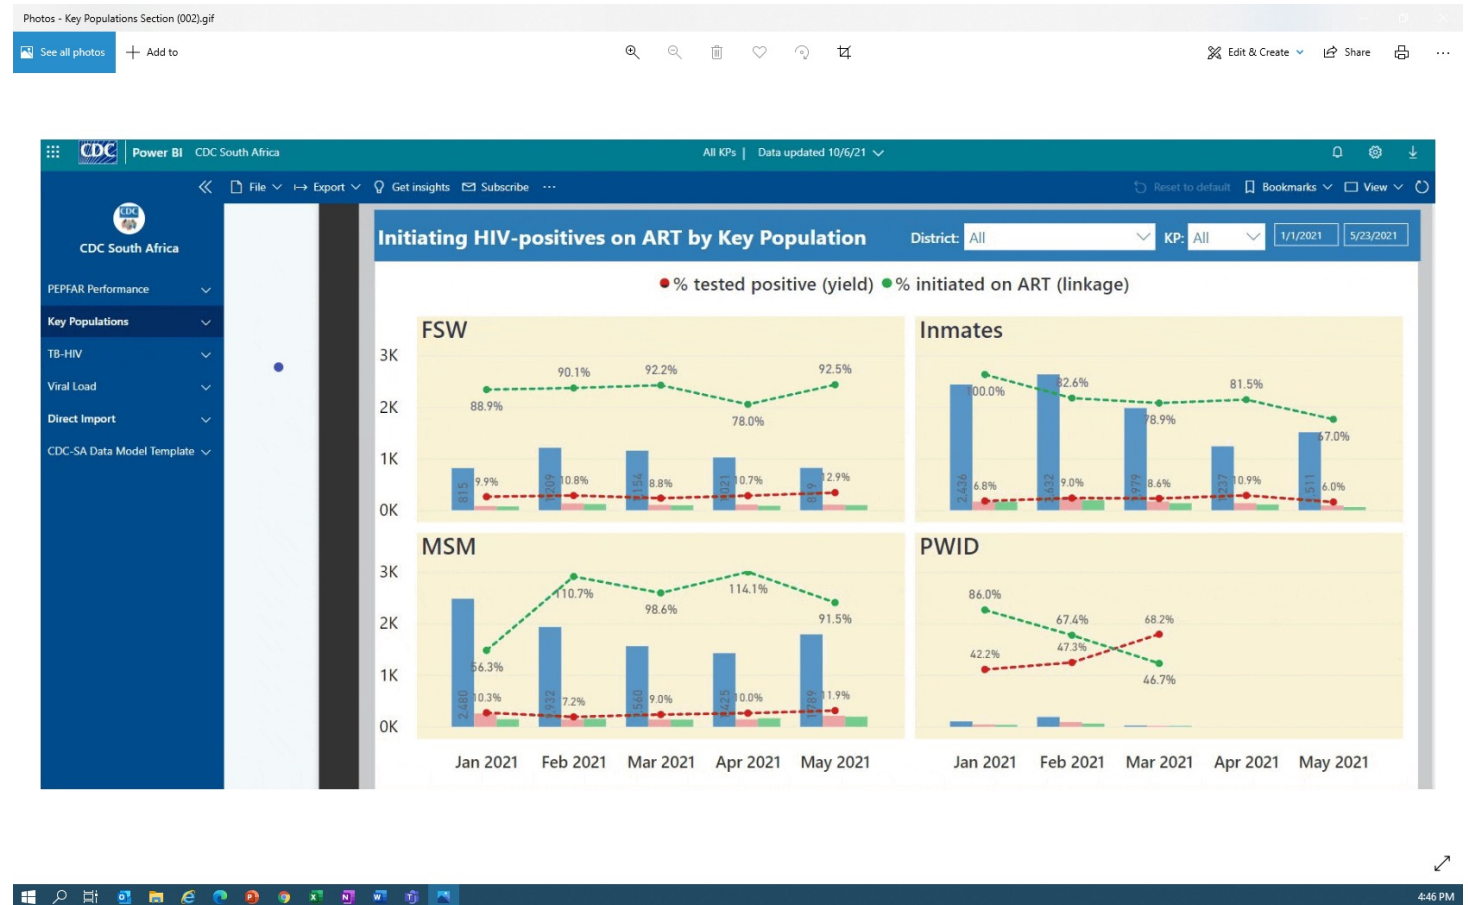 Photos - Key Populations Section (002).gif
See all photos + Add to Edit & Create Share
CDC Power BI CDC South Africa All KPs | Data updated 10/6/21
File Export Get insights Subscribe ... Reset to default Bookmarks View
CDC
CDC South Africa
PEPFAR Performance
Key Populations
TB-HIV
Viral Load
Direct Import
CDC-SA Data Model Template
Initiating HIV-positives on ART by Key Population District: All KP: All 1/1/2021 5/23/2021
% tested positive (yield) % initiated on ART (linkage)
FSW
3K
2K
1K
0K
88.9% 90.1% 92.2% 78.0% 92.5%
9.9% 10.8% 8.8% 10.7% 12.9%
815
Inmates
100.0% 82.6% 78.9% 81.5% 67.0%
6.8% 9.0% 8.6% 10.9% 6.0%
2,436
MSM
3K
2K
1K
0K
56.3% 110.7% 98.6% 114.1% 91.5%
10.3% 7.2% 9.0% 10.0% 11.9%
2,480
PWID
86.0% 67.4% 68.2%
42.2% 47.3% 46.7%
Jan 2021 Feb 2021 Mar 2021 Apr 2021 May 2021
Jan 2021 Feb 2021 Mar 2021 Apr 2021 May 2021
4:46 PM